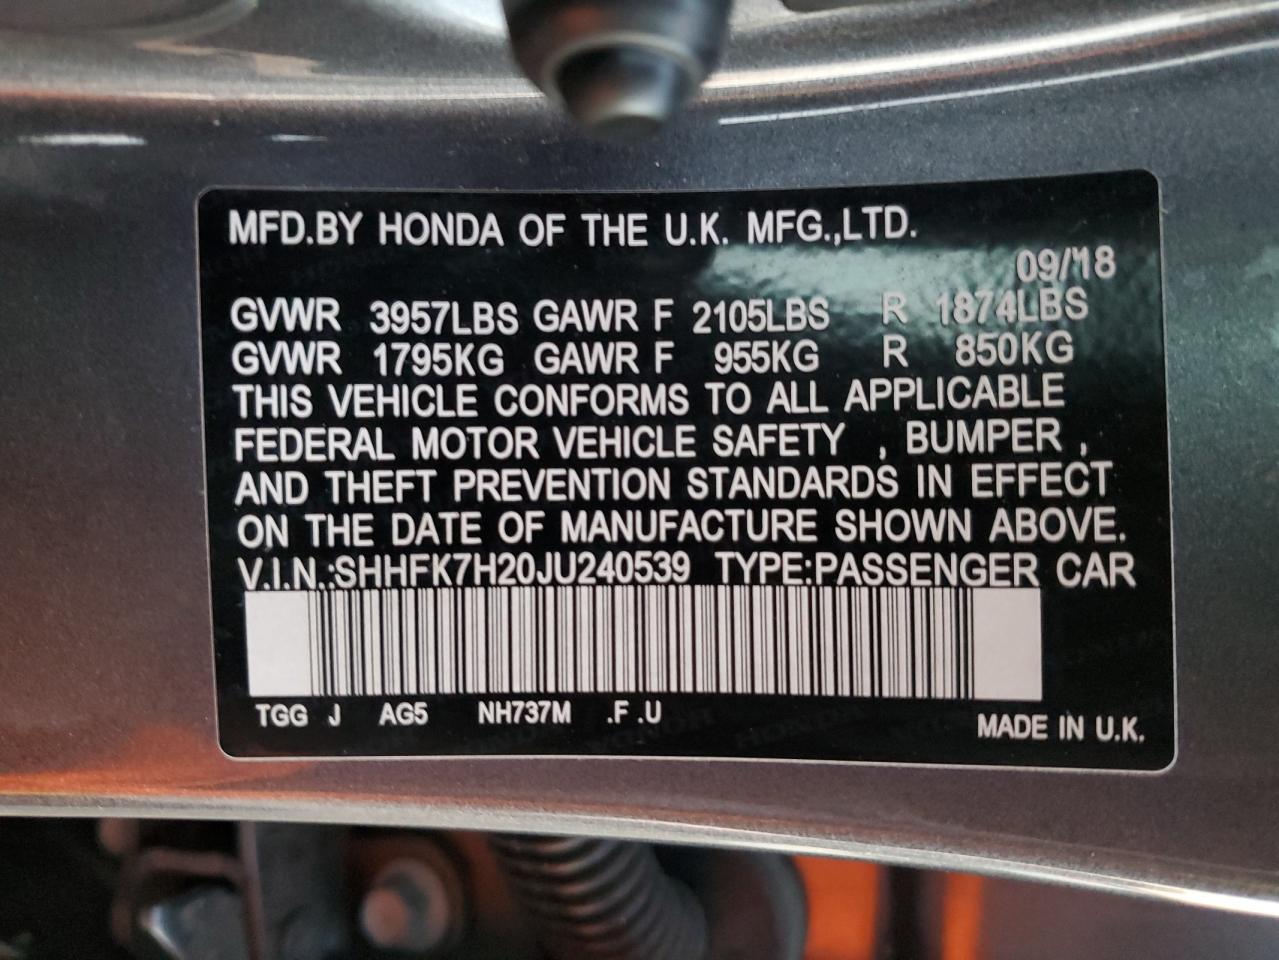 MFD.BY HONDA OF THE U.K. MFG.,LTD.
09/18
GVWR 3957LBS GAWR F 2105LBS R 1874LBS
GVWR 1795KG GAWR F 955KG R 850KG
THIS VEHICLE CONFORMS TO ALL APPLICABLE
FEDERAL MOTOR VEHICLE SAFETY , BUMPER ,
AND THEFT PREVENTION STANDARDS IN EFFECT
ON THE DATE OF MANUFACTURE SHOWN ABOVE.
V.I.N.:SHHFK7H20JU240539 TYPE:PASSENGER CAR
TGG J AG5 NH737M .F .U
MADE IN U.K.